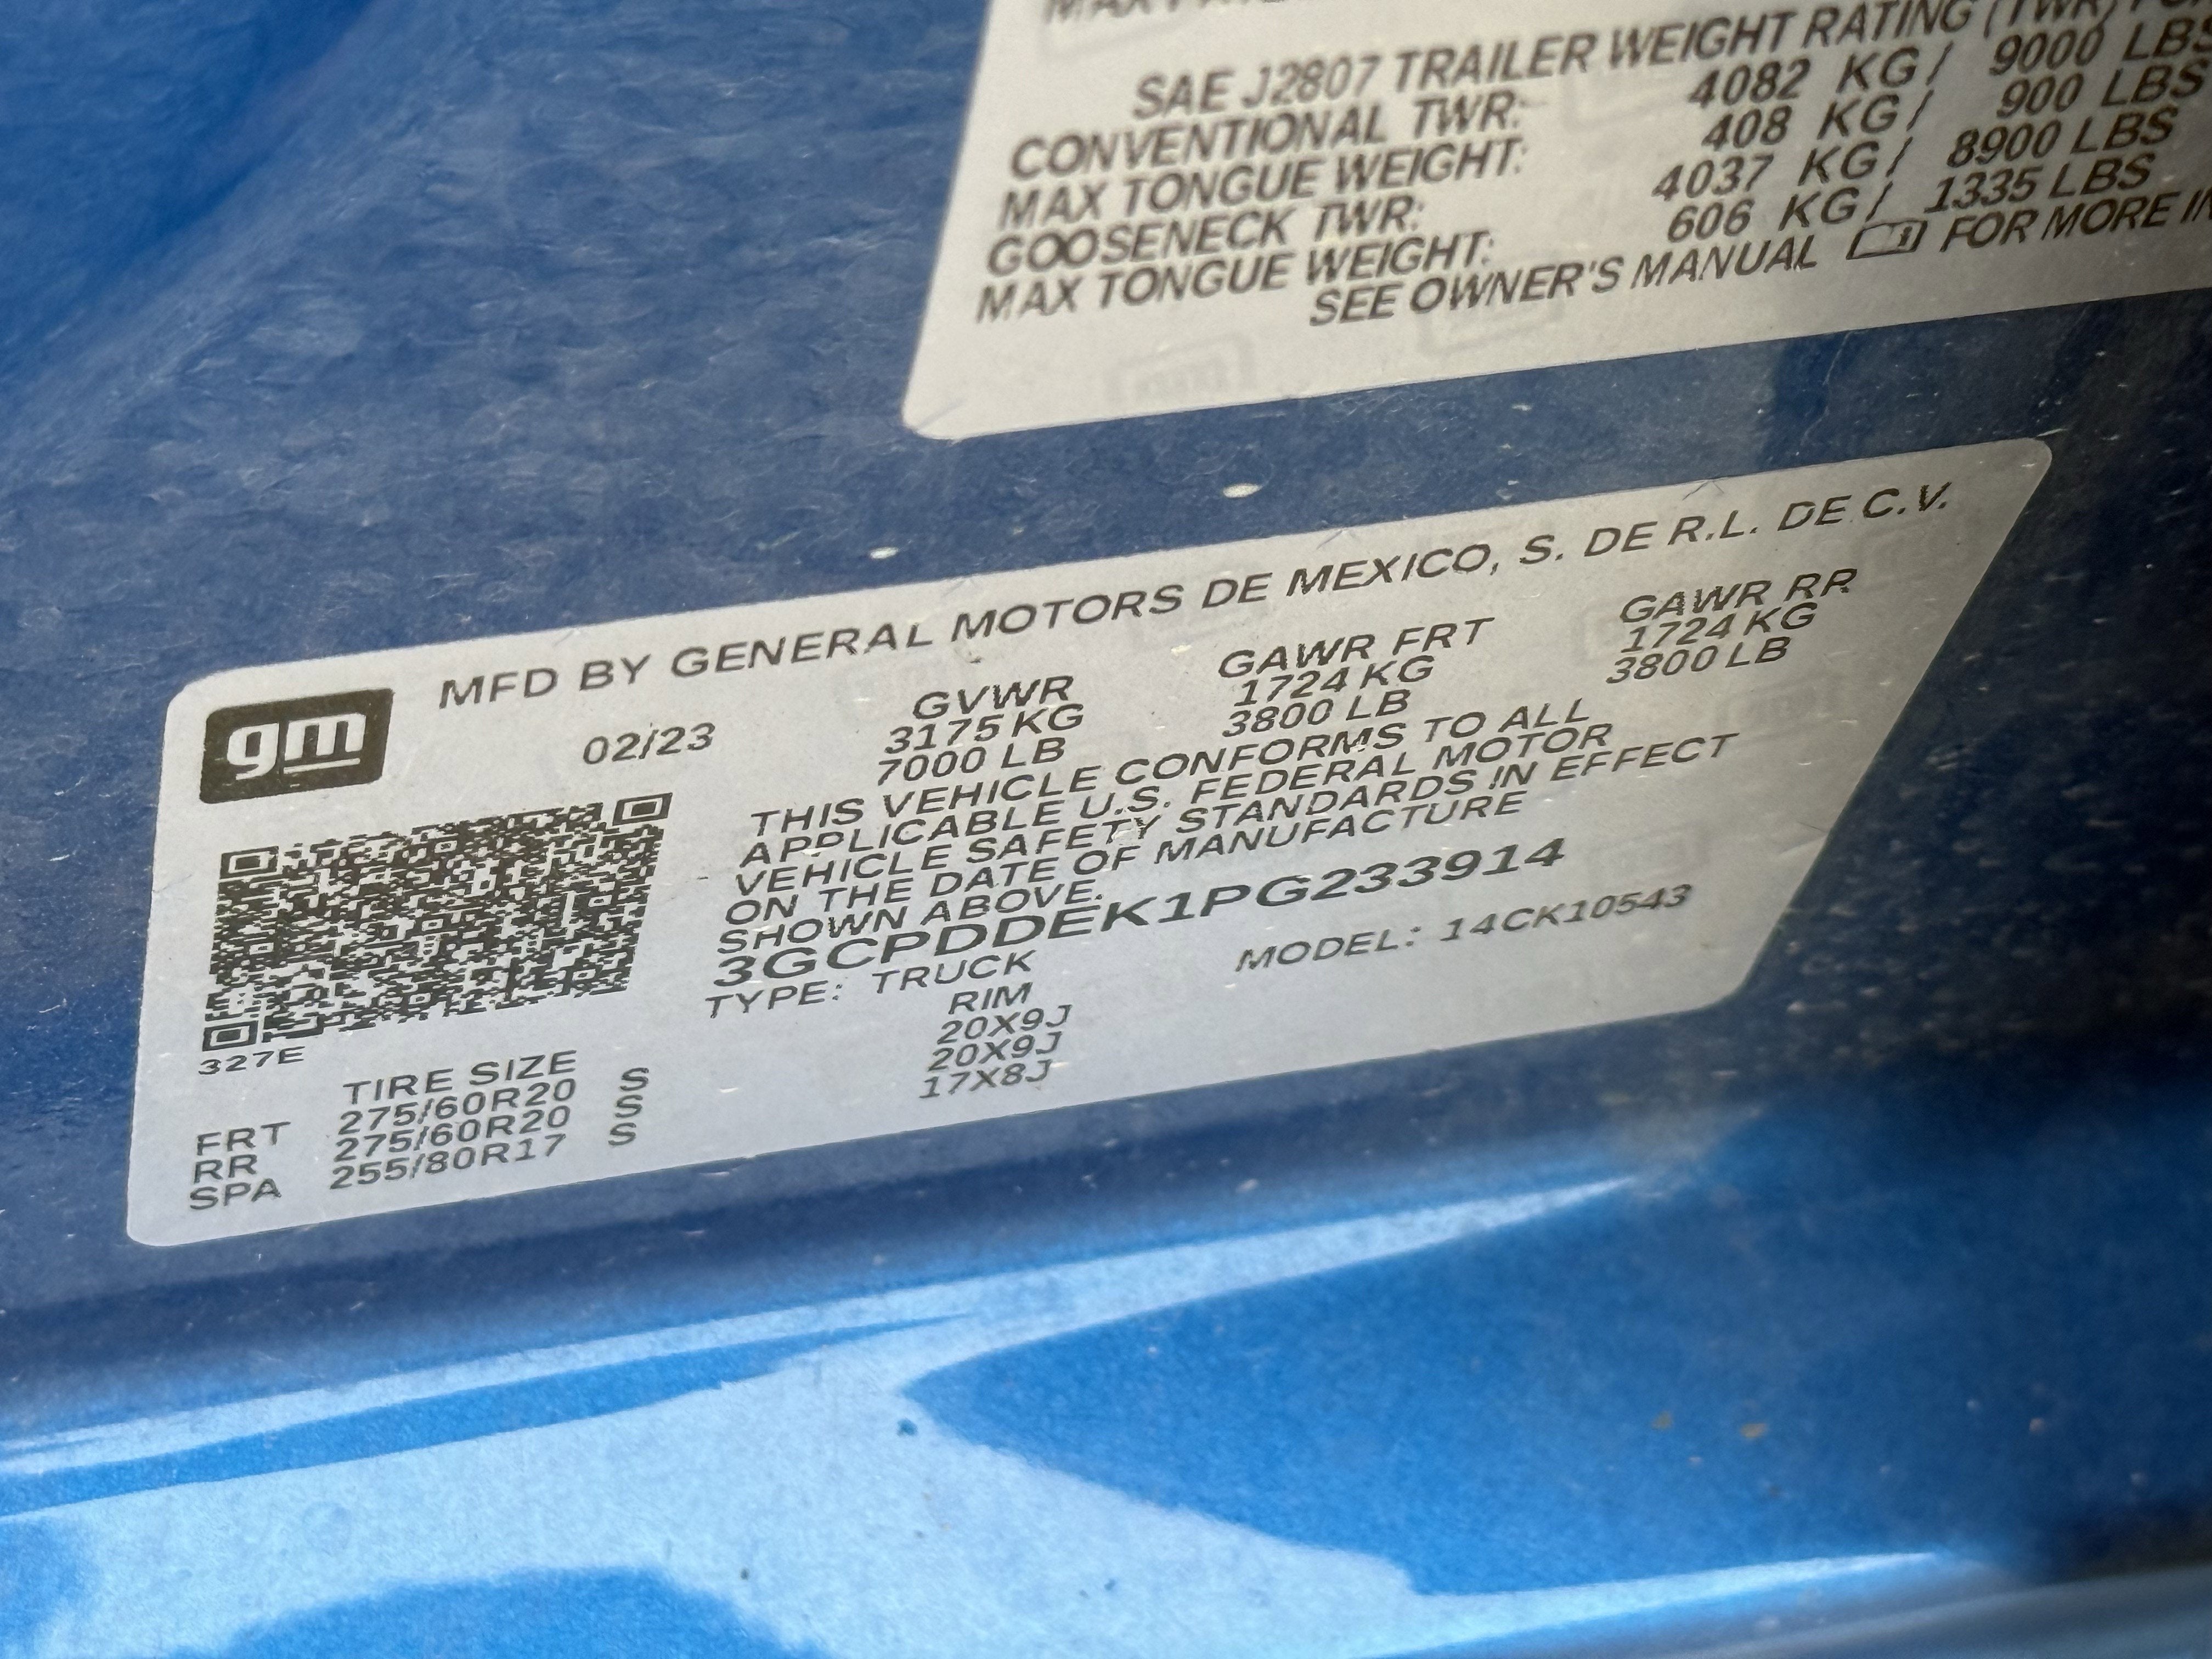 SAE J2807 TRAILER WEIGHT RATING (TWR)
CONVENTIONAL TWR: 4082 KG / 9000 LBS
MAX TONGUE WEIGHT: 408 KG / 900 LBS
GOOSENECK TWR: 4037 KG / 8900 LBS
MAX TONGUE WEIGHT: 606 KG / 1335 LBS
SEE OWNER'S MANUAL FOR MORE
gm
MFD BY GENERAL MOTORS DE MEXICO, S. DE R.L. DE C.V.
02/23 GVWR GAWR FRT GAWR RR
3175 KG 1724 KG 1724 KG
7000 LB 3800 LB 3800 LB
THIS VEHICLE CONFORMS TO ALL
APPLICABLE U.S. FEDERAL MOTOR
VEHICLE SAFETY STANDARDS IN EFFECT
ON THE DATE OF MANUFACTURE
SHOWN ABOVE.
3GCPDDEK1PG233914
TYPE: TRUCK MODEL: 14CK10543
327E
TIRE SIZE RIM
FRT 275/60R20 S 20X9J
RR 275/60R20 S 20X9J
SPA 255/80R17 S 17X8J